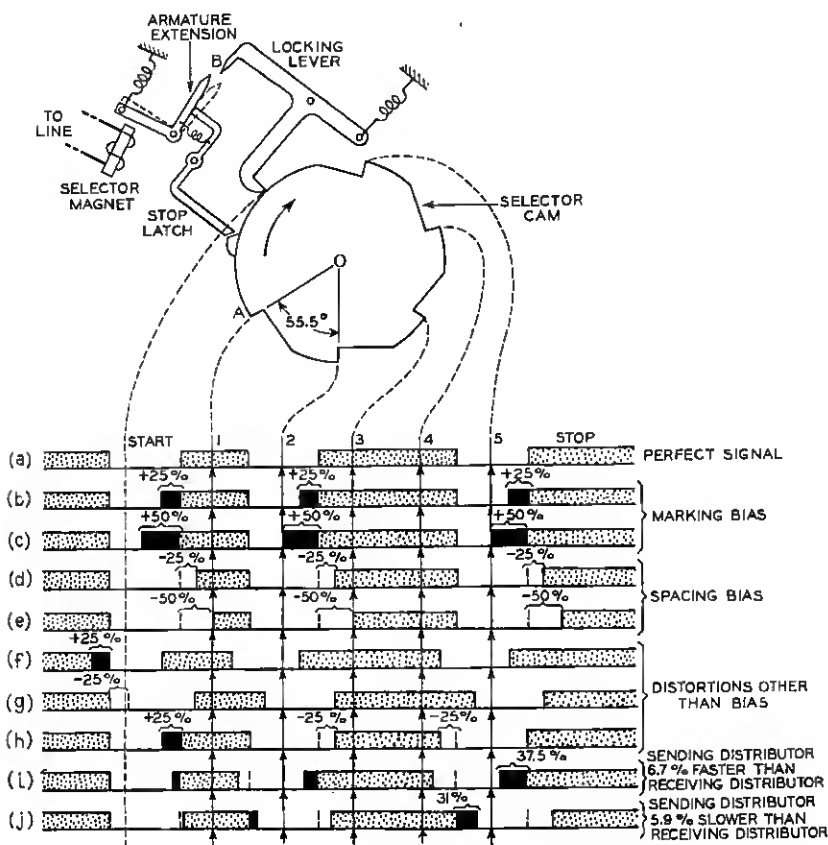 ARMATURE
EXTENSION
B
LOCKING
LEVER
TO
LINE
SELECTOR
MAGNET
STOP
LATCH
SELECTOR
CAM
O
A
55.5°
START 1 2 3 4 5 STOP
(a) PERFECT SIGNAL
+25% +25% +25%
(b)
MARKING BIAS
+50% +50% +50%
(c)
-25% -25% -25%
(d)
SPACING BIAS
-50% -50% -50%
(e)
+25%
(f)
-25%
DISTORTIONS OTHER
THAN BIAS
(g)
+25% -25% -25%
(h)
37.5%
(i)
SENDING DISTRIBUTOR
6.7% FASTER THAN
RECEIVING DISTRIBUTOR
31%
(j)
SENDING DISTRIBUTOR
5.9% SLOWER THAN
RECEIVING DISTRIBUTOR